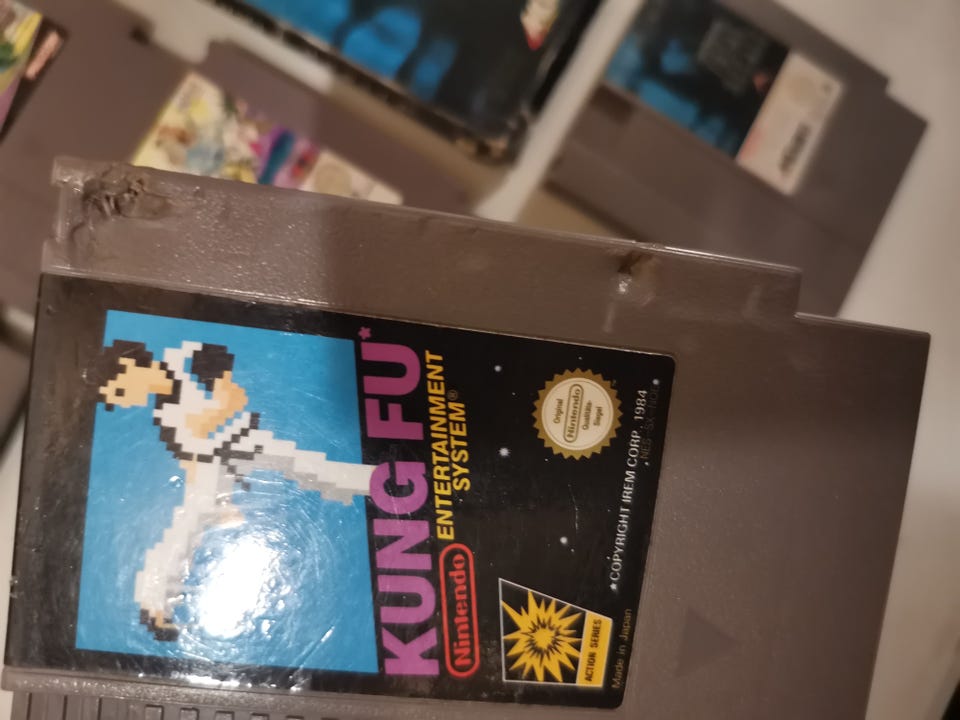 KUNG FU*
Nintendo
ENTERTAINMENT
SYSTEM®
Original
Nintendo
Qualitäts-
Siegel
ACTION SERIES
*COPYRIGHT IREM CORP. 1984
Made in Japan